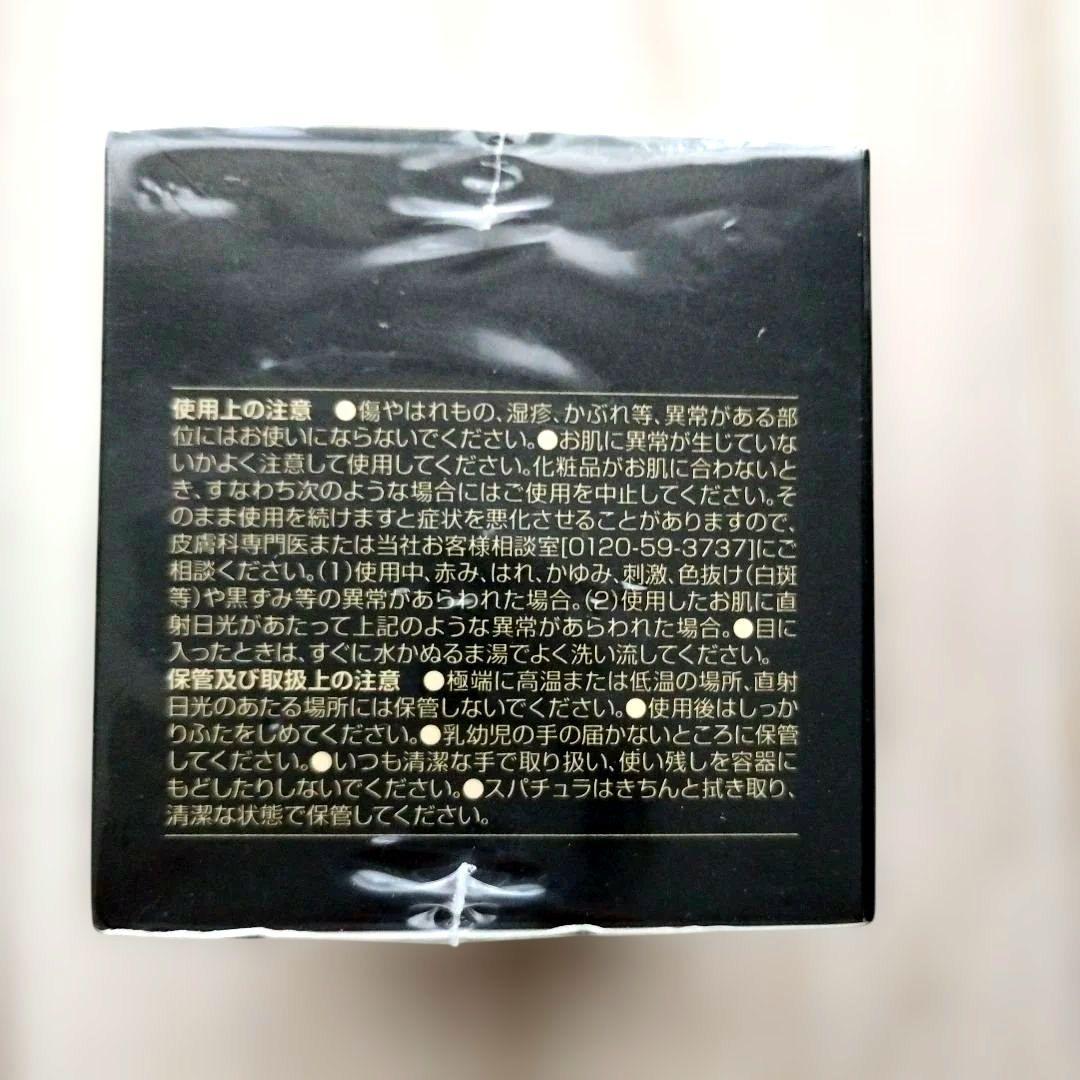 使用上の注意 ●傷やはれもの、湿疹、かぶれ等、異常がある部
位にはお使いにならないでください。●お肌に異常が生じていな
いかよく注意して使用してください。化粧品がお肌に合わないと
き、すなわち次のような場合にはご使用を中止してください。そ
のまま使用を続けますと症状を悪化させることがありますので、
皮膚科専門医または当社お客様相談室[0120-59-3737]にご
相談ください。(1)使用中、赤み、はれ、かゆみ、刺激、色抜け(白斑
等)や黒ずみ等の異常があらわれた場合。(2)使用したお肌に直
射日光があたって上記のような異常があらわれた場合。●目に
入ったときは、すぐに水かぬるま湯でよく洗い流してください。
保管及び取扱上の注意 ●極端に高温または低温の場所、直射
日光のあたる場所には保管しないでください。●使用後はしっか
りふたをしめてください。●乳幼児の手の届かないところに保管
してください。●いつも清潔な手で取り扱い、使い残しを容器に
もどしたりしないでください。●スパチュラはきちんと拭き取り、
清潔な状態で保管してください。